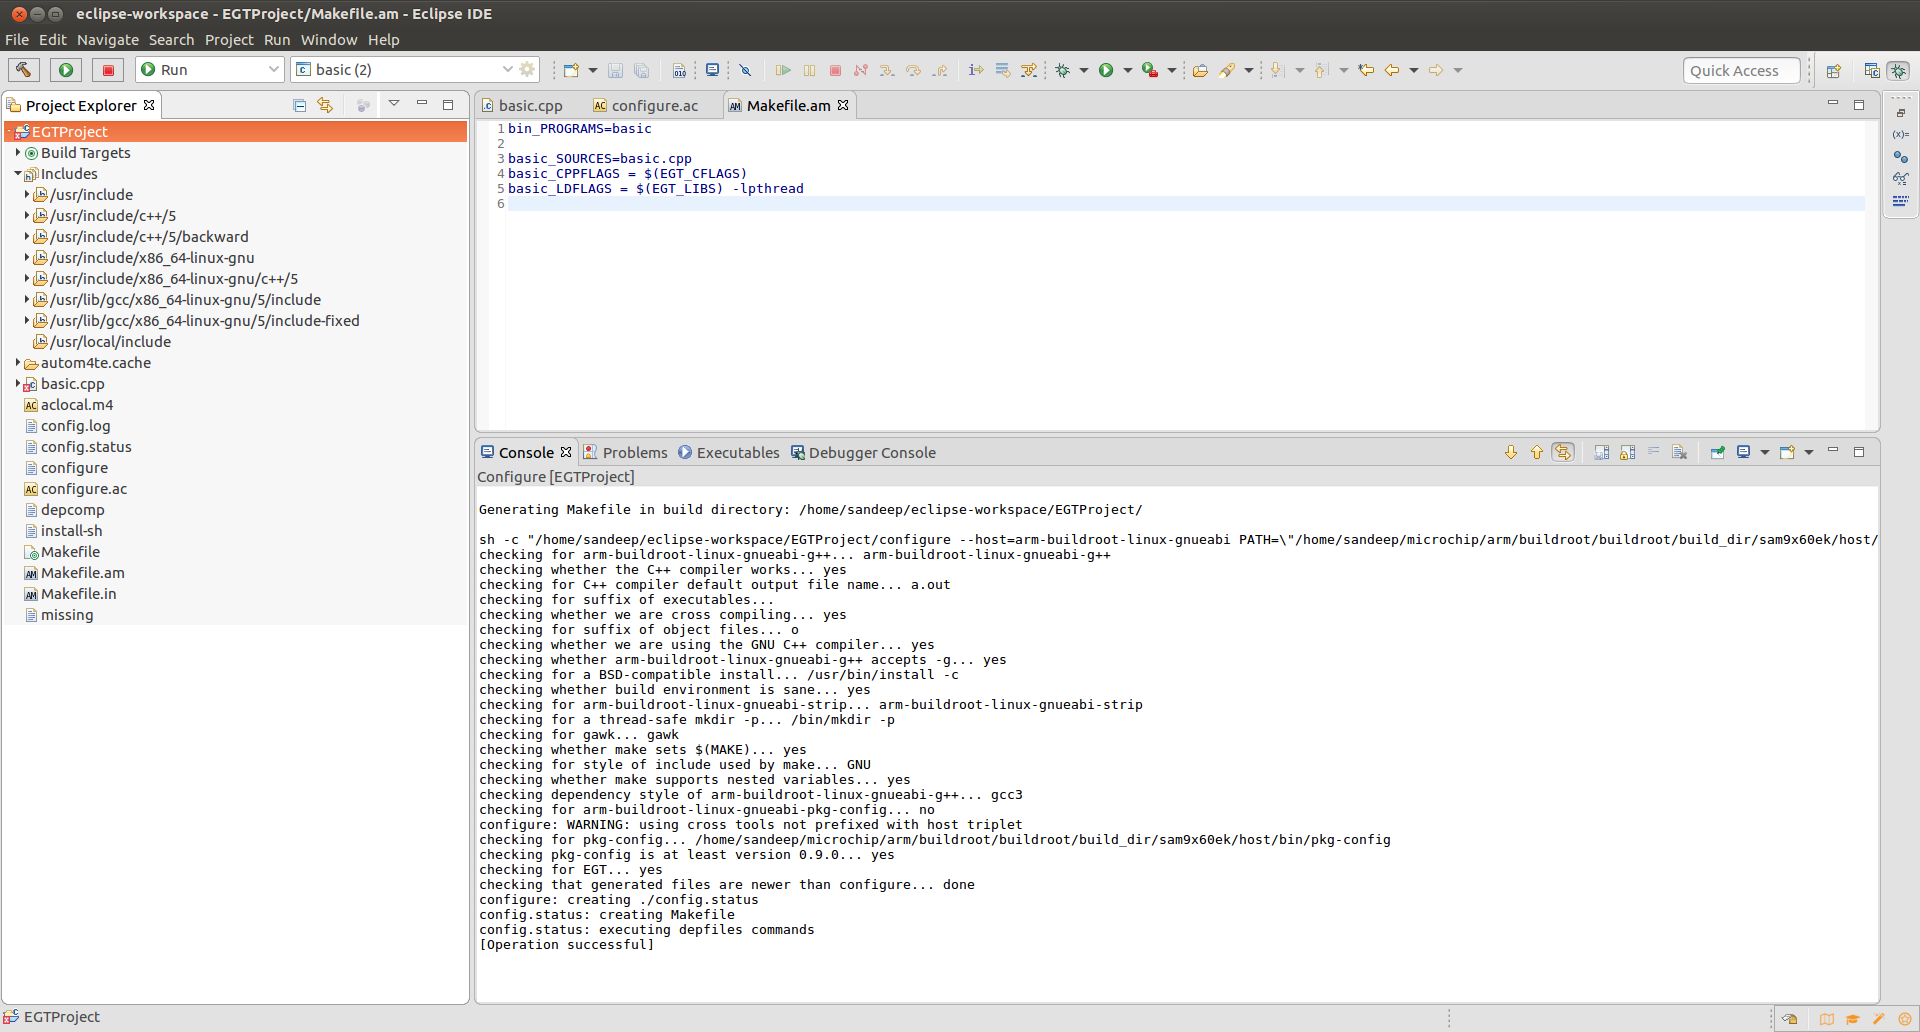 eclipse-workspace - EGTProject/Makefile.am - Eclipse IDE
File Edit Navigate Search Project Run Window Help
Run
basic (2)
Quick Access
Project Explorer
EGTProject
Build Targets
Includes
/usr/include
/usr/include/c++/5
/usr/include/c++/5/backward
/usr/include/x86_64-linux-gnu
/usr/include/x86_64-linux-gnu/c++/5
/usr/lib/gcc/x86_64-linux-gnu/5/include
/usr/lib/gcc/x86_64-linux-gnu/5/include-fixed
/usr/local/include
autom4te.cache
basic.cpp
aclocal.m4
config.log
config.status
configure
configure.ac
depcomp
install-sh
Makefile
Makefile.am
Makefile.in
missing
basic.cpp configure.ac Makefile.am
1 bin_PROGRAMS=basic
2
3 basic_SOURCES=basic.cpp
4 basic_CPPFLAGS = $(EGT_CFLAGS)
5 basic_LDFLAGS = $(EGT_LIBS) -lpthread
6
Console Problems Executables Debugger Console
Configure [EGTProject]
Generating Makefile in build directory: /home/sandeep/eclipse-workspace/EGTProject/
sh -c "/home/sandeep/eclipse-workspace/EGTProject/configure --host=arm-buildroot-linux-gnueabi PATH=\"/home/sandeep/microchip/arm/buildroot/buildroot/build_dir/sam9x60ek/host/
checking for arm-buildroot-linux-gnueabi-g++... arm-buildroot-linux-gnueabi-g++
checking whether the C++ compiler works... yes
checking for C++ compiler default output file name... a.out
checking for suffix of executables...
checking whether we are cross compiling... yes
checking for suffix of object files... o
checking whether we are using the GNU C++ compiler... yes
checking whether arm-buildroot-linux-gnueabi-g++ accepts -g... yes
checking for a BSD-compatible install... /usr/bin/install -c
checking whether build environment is sane... yes
checking for arm-buildroot-linux-gnueabi-strip... arm-buildroot-linux-gnueabi-strip
checking for a thread-safe mkdir -p... /bin/mkdir -p
checking for gawk... gawk
checking whether make sets $(MAKE)... yes
checking for style of include used by make... GNU
checking whether make supports nested variables... yes
checking dependency style of arm-buildroot-linux-gnueabi-g++... gcc3
checking for arm-buildroot-linux-gnueabi-pkg-config... no
configure: WARNING: using cross tools not prefixed with host triplet
checking for pkg-config... /home/sandeep/microchip/arm/buildroot/buildroot/build_dir/sam9x60ek/host/bin/pkg-config
checking pkg-config is at least version 0.9.0... yes
checking for EGT... yes
checking that generated files are newer than configure... done
configure: creating ./config.status
config.status: creating Makefile
config.status: executing depfiles commands
[Operation successful]
EGTProject